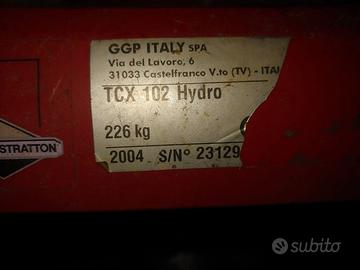 GGP ITALY SPA
Via del Lavoro, 6
31033 Castelfranco V.to (TV) - ITAI
TCX 102 Hydro
226 kg
2004 S/N° 23129
STRATTON
subito